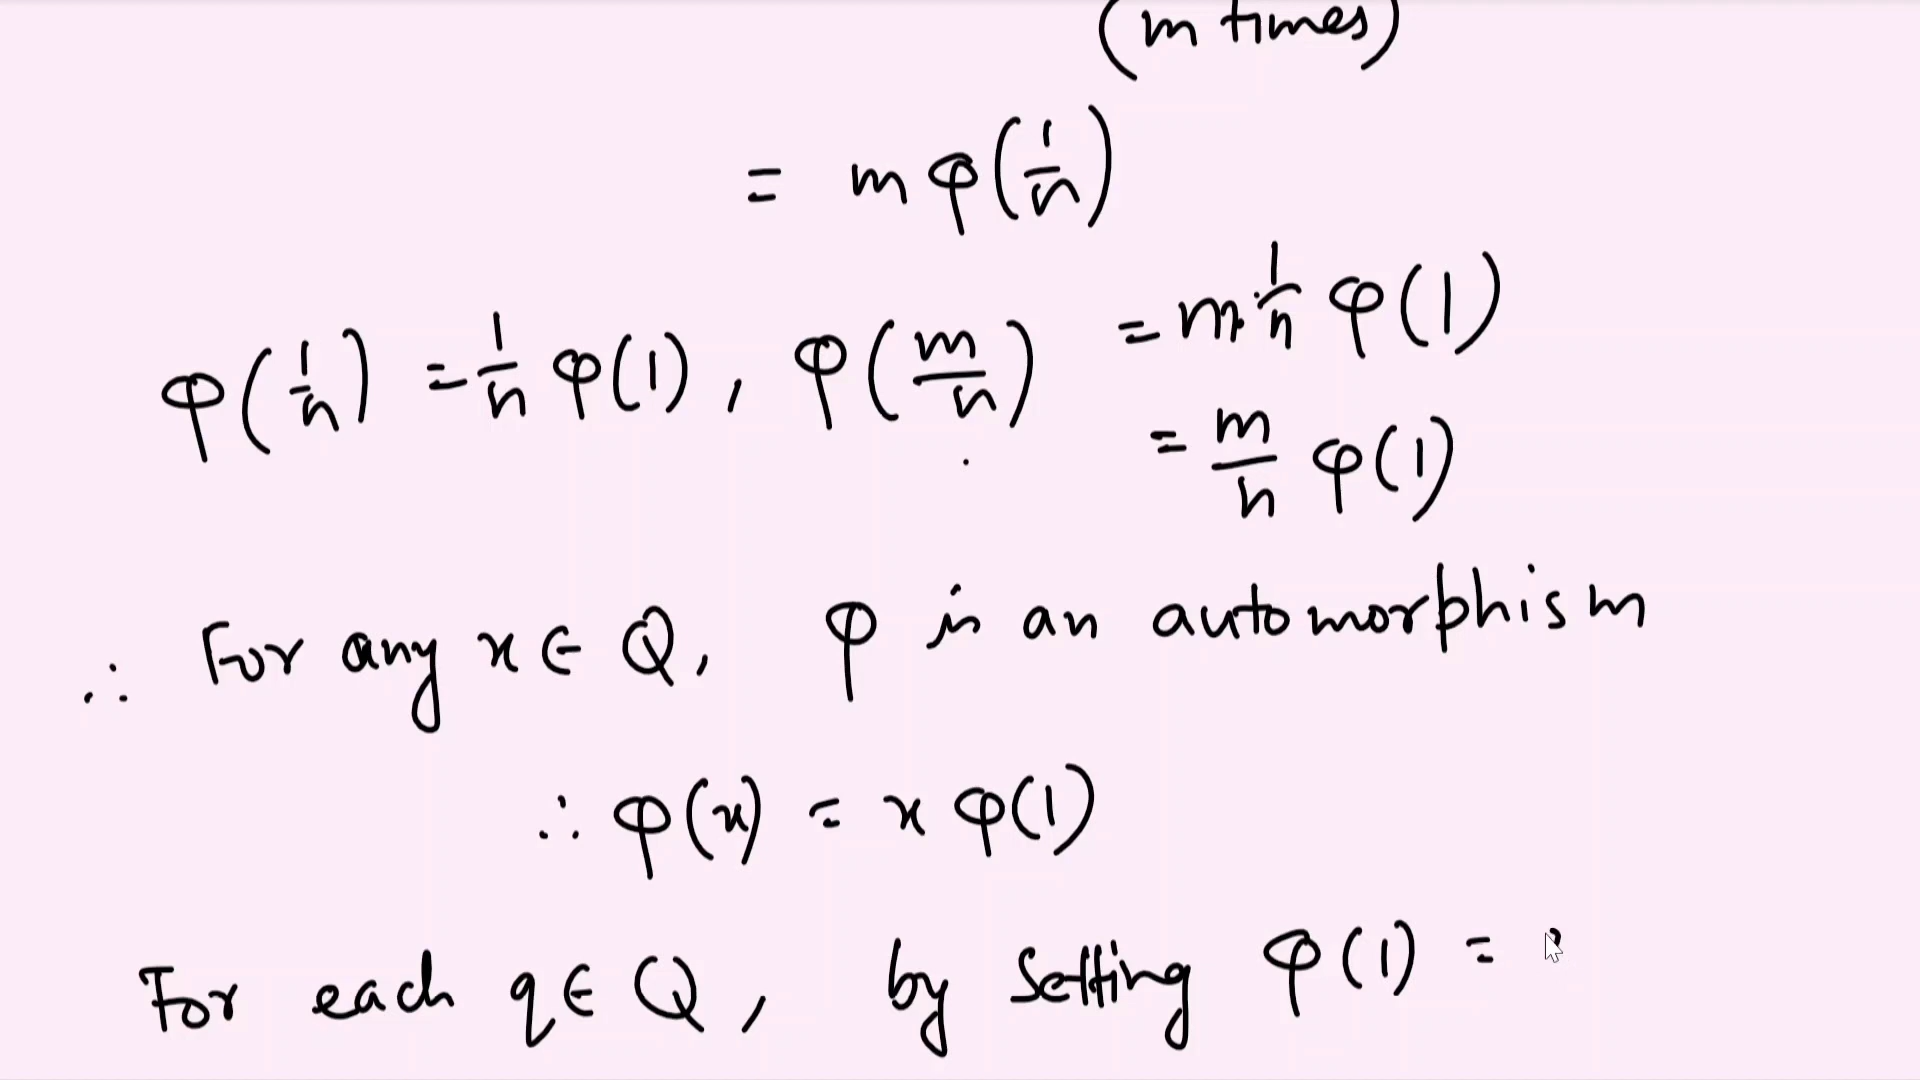 (m times)
= m φ(1/n)
φ(1/n) = 1/n φ(1), φ(m/n) = m·1/n φ(1)
= m/n φ(1)
∴ For any x ∈ Q, φ is an automorphism
∴ φ(x) = x φ(1)
For each q ∈ Q, by setting φ(1) =